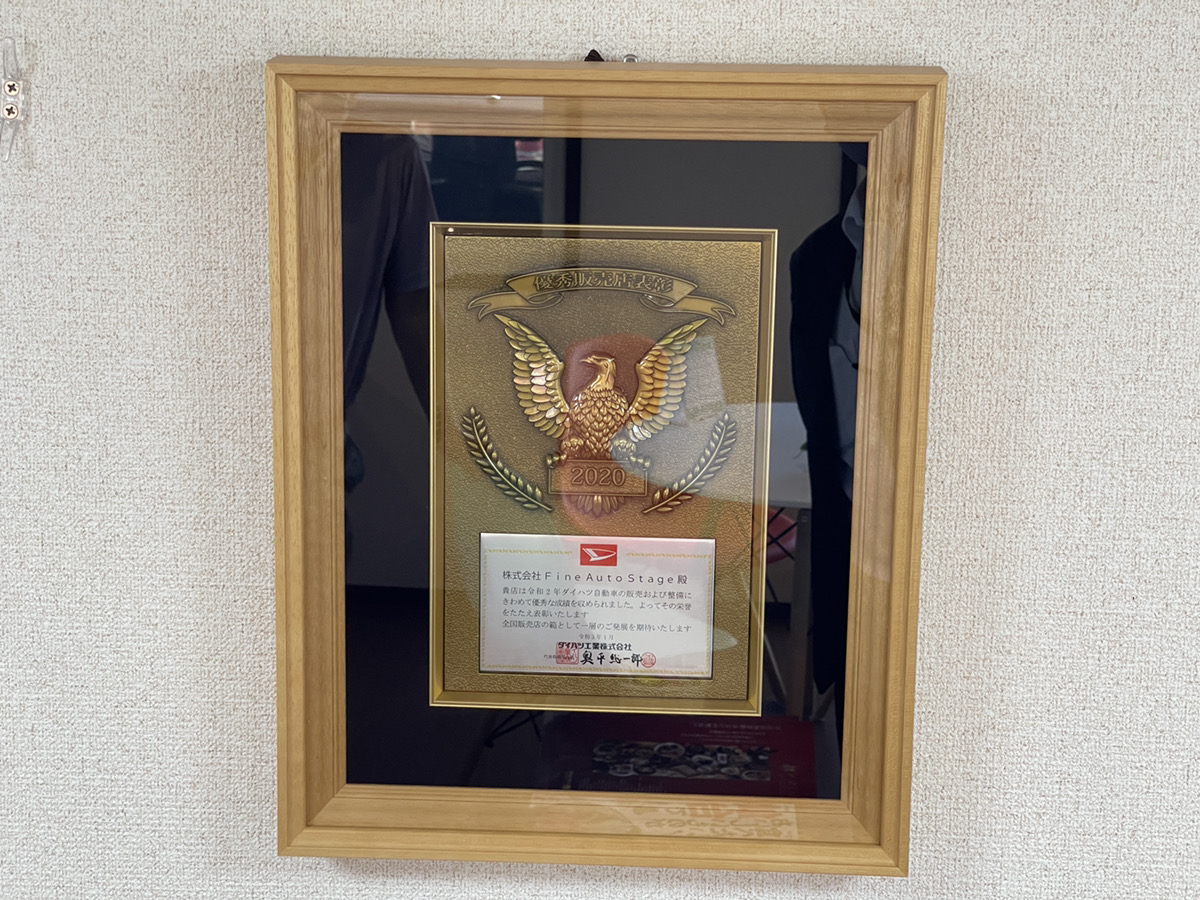 優秀販売店表彰
2020
株式会社FineAutoStage殿
貴店は令和2年ダイハツ自動車の販売および整備に
きわめて優秀な成績を収められました。よってその栄誉
をたたえ表彰いたします
全国販売店の範として一層のご発展を期待いたします
令和3年1月
ダイハツ工業株式会社
奥平総一郎